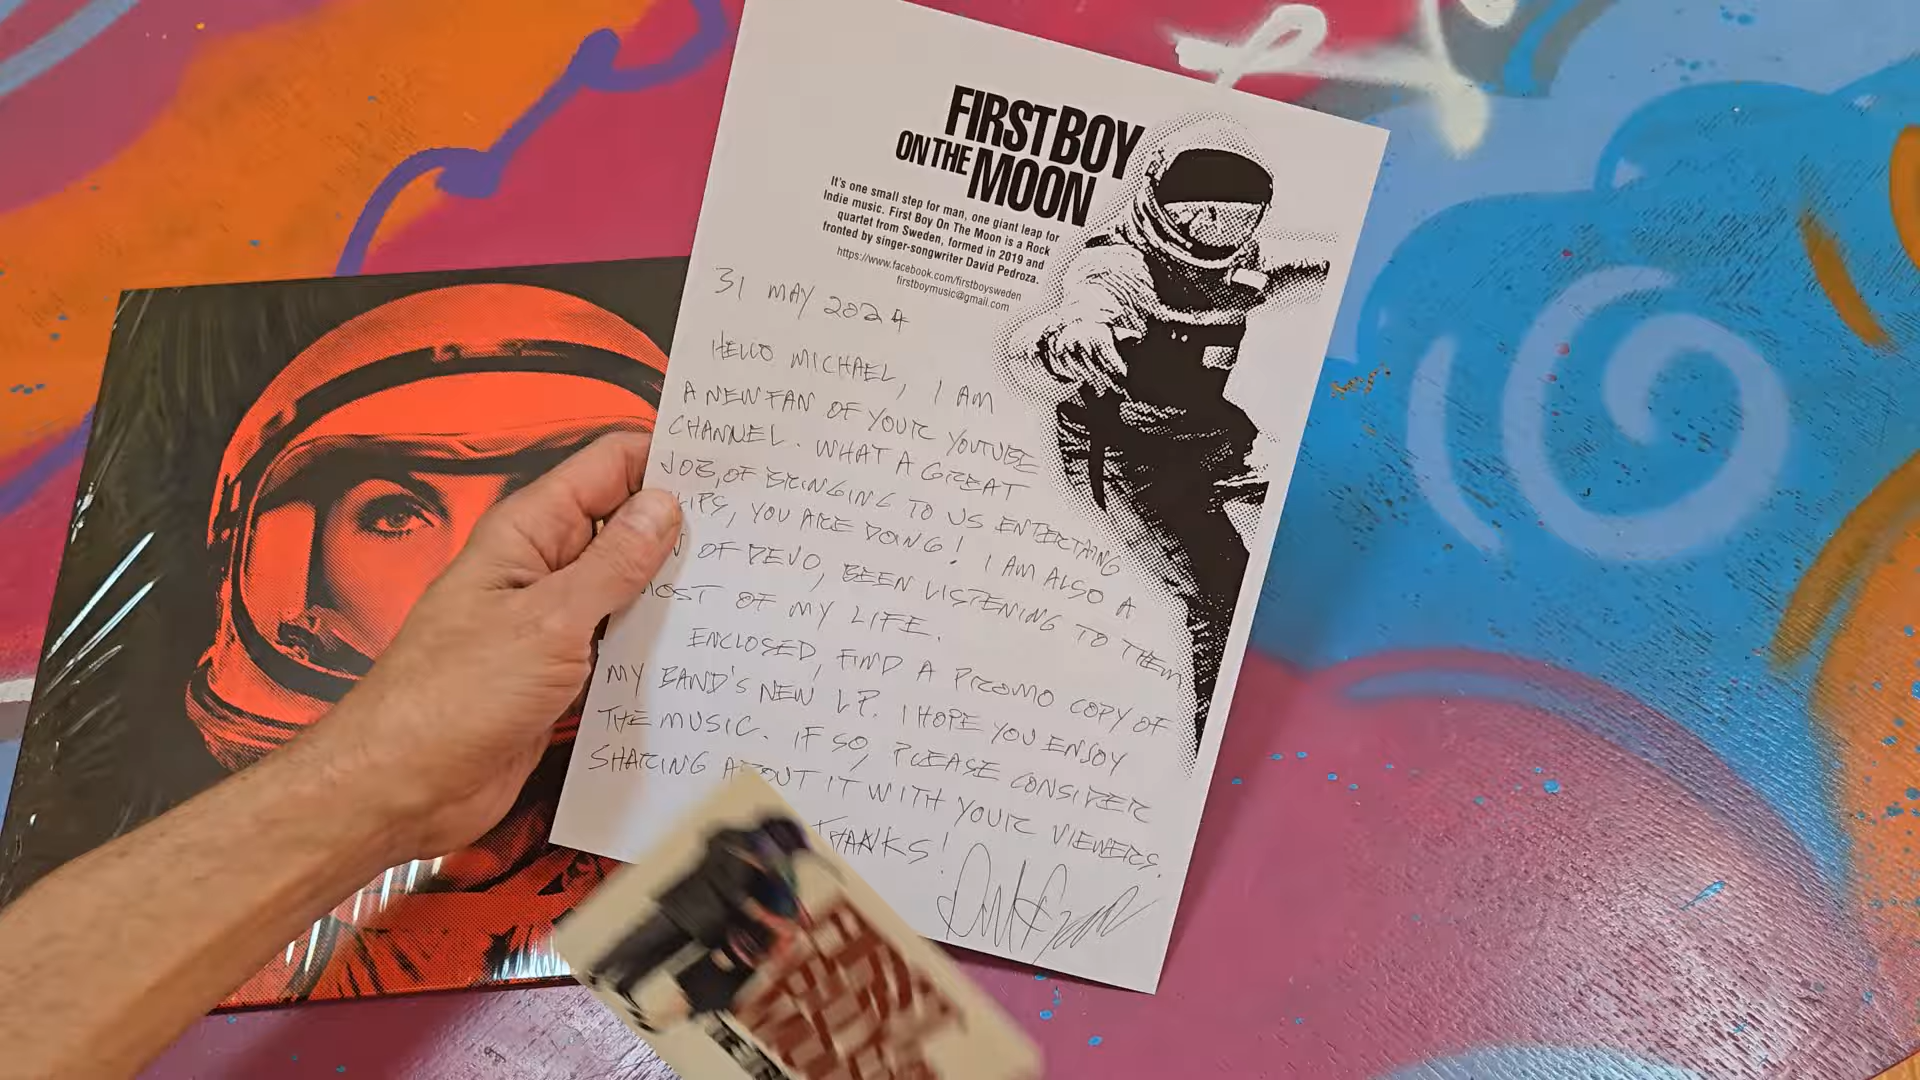 FIRST BOY
ON THE MOON
It's one small step for man, one giant leap for
Indie music. First Boy On The Moon is a Rock
quartet from Sweden, formed in 2019 and
fronted by singer-songwriter David Pedroza.
https://www.facebook.com/firstboysweden
firstboymusic@gmail.com
31 MAY 2024
HELLO MICHAEL, I AM
A NEW FAN OF YOUR YOUTUBE
CHANNEL. WHAT A GREAT
JOB, OF BRINGING TO US ENTERTAING
LIPS, YOU ARE DOING! I AM ALSO A
N OF DEVO, BEEN LISTENING TO THEM
MOST OF MY LIFE.
ENCLOSED, FIND A PROMO COPY OF
MY BAND'S NEW LP. I HOPE YOU ENJOY
THE MUSIC. IF SO, PLEASE CONSIDER
SHARING ABOUT IT WITH YOUR VIEWERS.
THANKS!